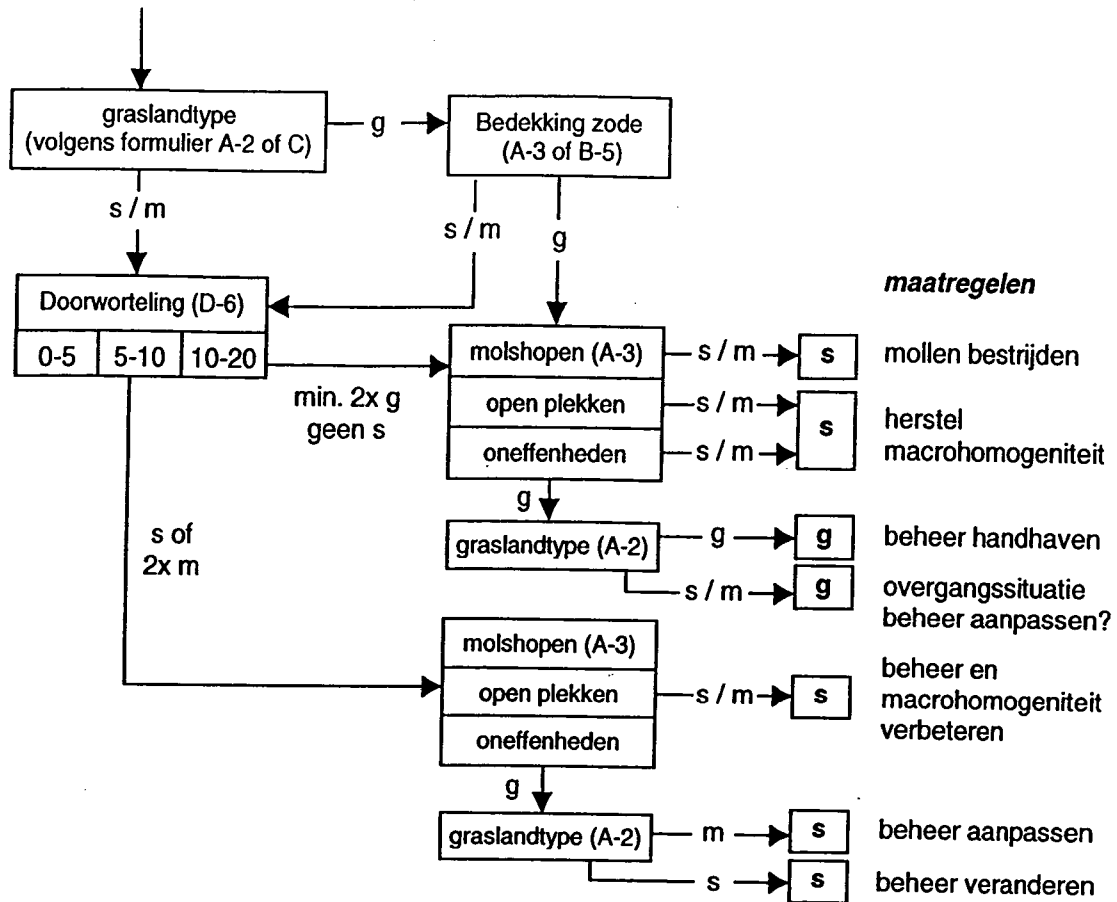 graslandtype
(volgens formulier A-2 of C)
g
Bedekking zode
(A-3 of B-5)
s / m
s / m
g
maatregelen
Doorworteling (D-6)
0-5 5-10 10-20
min. 2x g
geen s
molshopen (A-3)
s / m
s
mollen bestrijden
open plekken
s / m
s
herstel
macrohomogeniteit
oneffenheden
s / m
g
s of
2x m
graslandtype (A-2)
g
g
beheer handhaven
s / m
g
overgangssituatie
beheer aanpassen?
molshopen (A-3)
open plekken
s / m
s
beheer en
macrohomogeniteit
verbeteren
oneffenheden
g
graslandtype (A-2)
m
s
beheer aanpassen
s
s
beheer veranderen